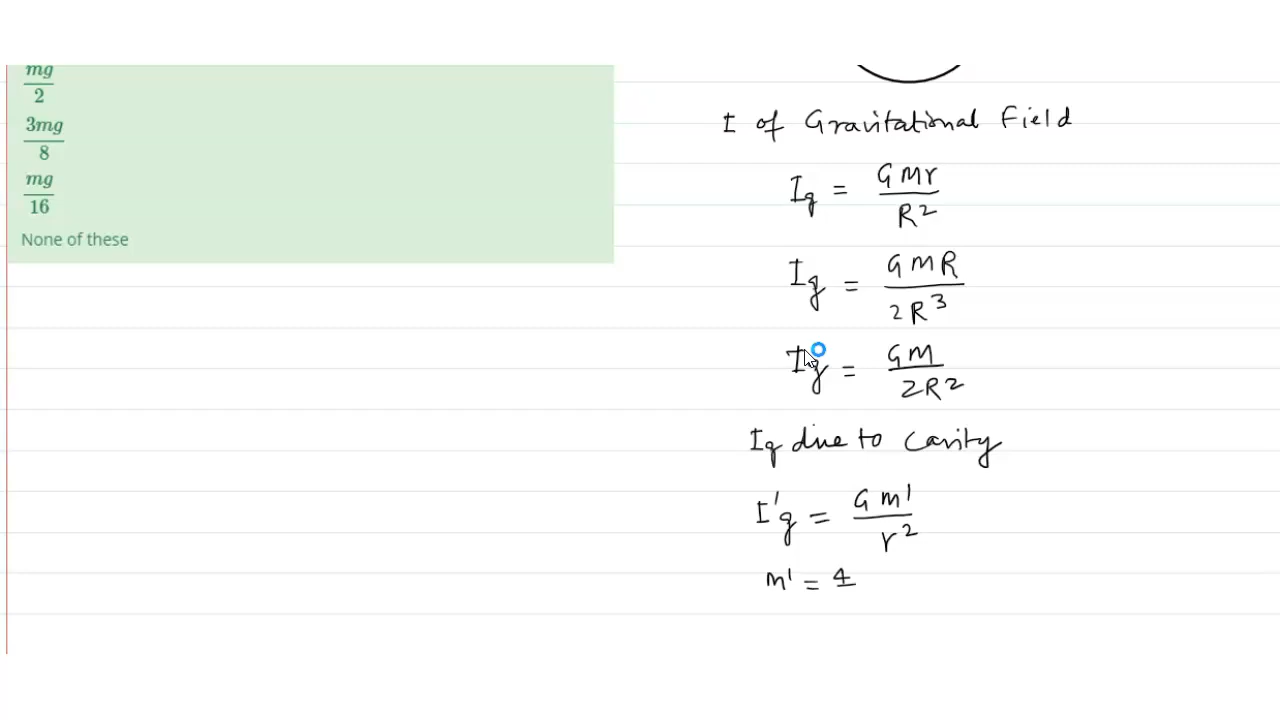 mg/2
3mg/8
mg/16
None of these
I of Gravitational Field
Ig = GMr/R²
Ig = GMR/2R³
Ig = GM/2R²
Ig due to Cavity
I'g = Gm'/r²
m' = 4